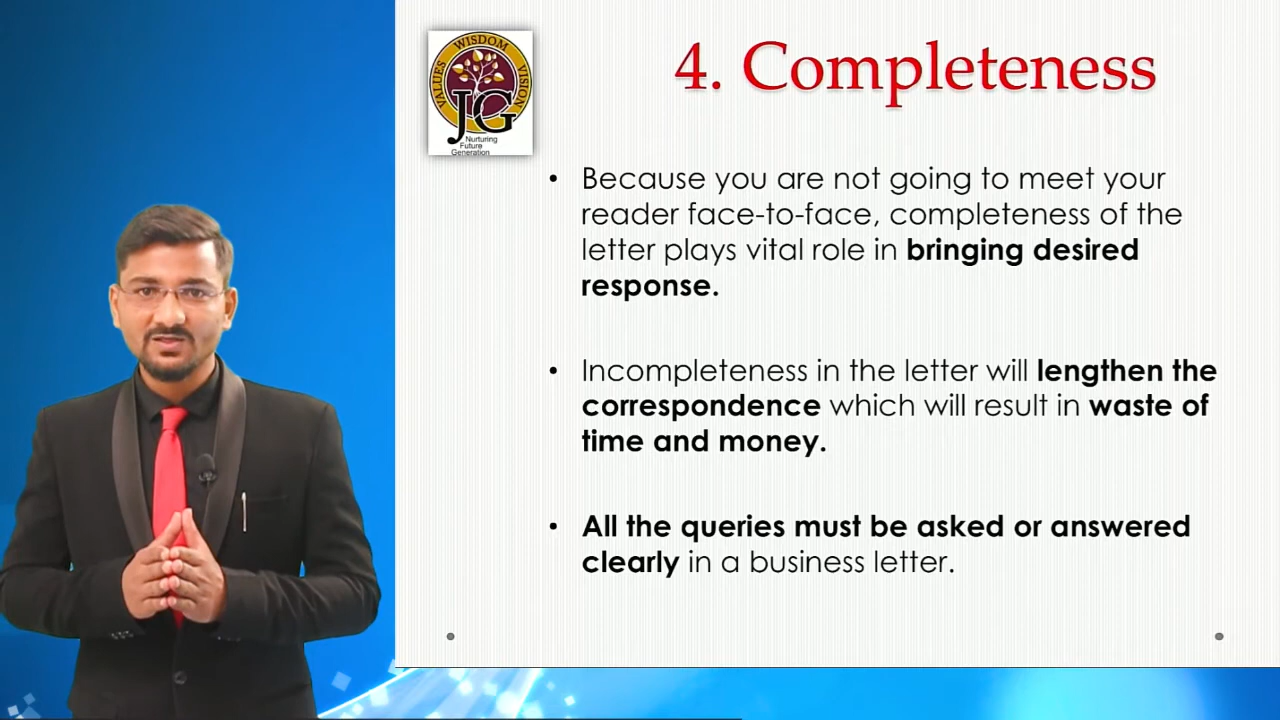 VALUES WISDOM VISION
JG
Nurturing
Future
Generation
4. Completeness
• Because you are not going to meet your
reader face-to-face, completeness of the
letter plays vital role in bringing desired
response.
• Incompleteness in the letter will lengthen the
correspondence which will result in waste of
time and money.
• All the queries must be asked or answered
clearly in a business letter.